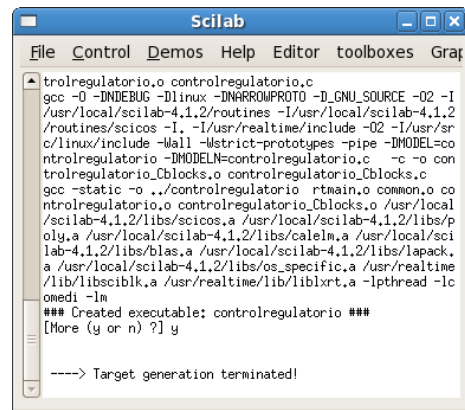 Scilab
File Control Demos Help Editor toolboxes Grap
trolregulatorio.o controlregulatorio.c
gcc -O -DNDEBUG -Dlinux -DNARROWPROTO -D_GNU_SOURCE -O2 -I
/usr/local/scilab-4.1.2/routines -I/usr/local/scilab-4.1.2
/routines/scicos -I. -I/usr/realtime/include -O2 -I/usr/sr
c/linux/include -Wall -Wstrict-prototypes -pipe -DMODEL=co
ntrolregulatorio -DMODELN=controlregulatorio.c   -c -o con
trolregulatorio_Cblocks.o controlregulatorio_Cblocks.c
gcc -static -o ../controlregulatorio  rtmain.o common.o co
ntrolregulatorio.o controlregulatorio_Cblocks.o /usr/local
/scilab-4.1.2/libs/scicos.a /usr/local/scilab-4.1.2/libs/p
oly.a /usr/local/scilab-4.1.2/libs/calelm.a /usr/local/sci
lab-4.1.2/libs/blas.a /usr/local/scilab-4.1.2/libs/lapack.
a /usr/local/scilab-4.1.2/libs/os_specific.a /usr/realtime
/lib/libsciblk.a /usr/realtime/lib/liblxrt.a -lpthread -lc
omedi -lm
### Created executable: controlregulatorio ###
[More (y or n) ?] y
----> Target generation terminated!